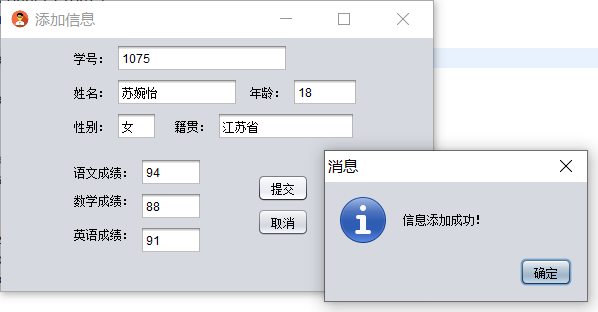 添加信息
学号： 1075
姓名： 苏婉怡 年龄： 18
性别： 女 籍贯： 江苏省
语文成绩： 94
数学成绩： 88
英语成绩： 91
提交
取消
消息
信息添加成功!
确定